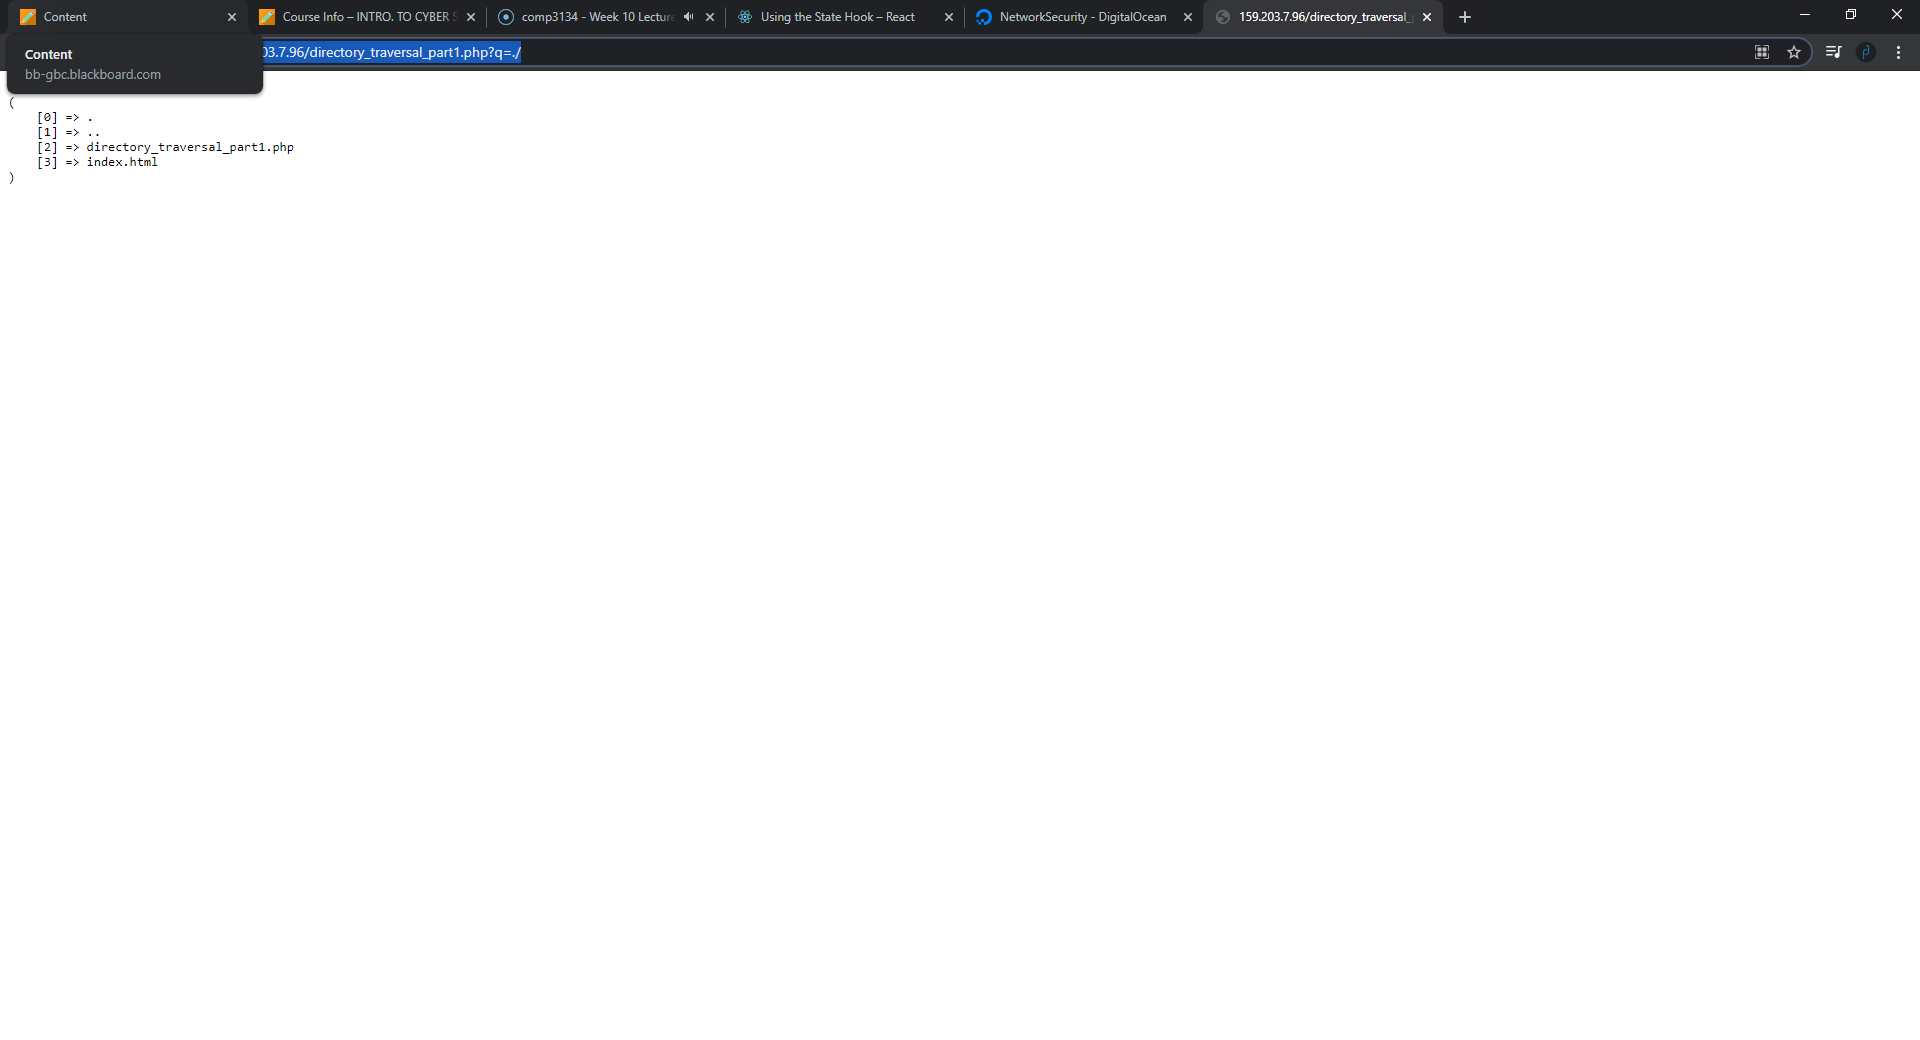 Content
Course Info – INTRO. TO CYBER S
comp3134 - Week 10 Lecture
Using the State Hook – React
NetworkSecurity - DigitalOcean
159.203.7.96/directory_traversal_
Content
bb-gbc.blackboard.com
03.7.96/directory_traversal_part1.php?q=./
(
[0] => .
[1] => ..
[2] => directory_traversal_part1.php
[3] => index.html
)